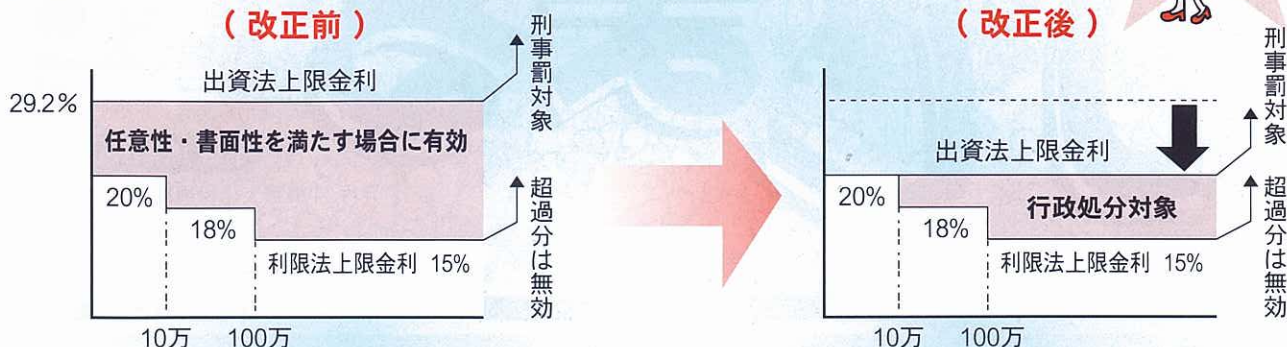 （改正前）
29.2%
出資法上限金利
任意性・書面性を満たす場合に有効
20%
18%
利限法上限金利 15%
10万
100万
刑事罰対象
超過分は無効
（改正後）
出資法上限金利
20%
18%
行政処分対象
利限法上限金利 15%
10万
100万
刑事罰対象
超過分は無効